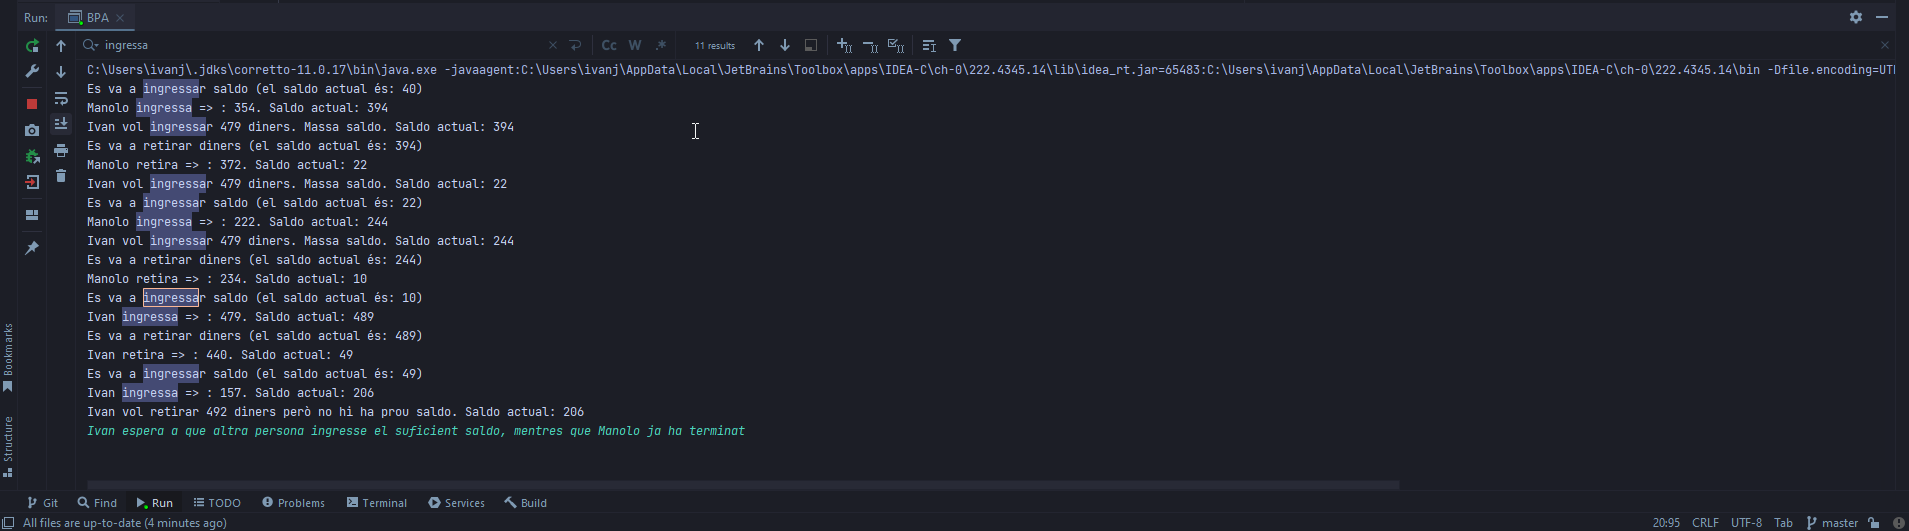 Run: BPA
ingressa Cc W .* 11 results
C:\Users\ivanj\.jdks\corretto-11.0.17\bin\java.exe -javaagent:C:\Users\ivanj\AppData\Local\JetBrains\Toolbox\apps\IDEA-C\ch-0\222.4345.14\lib\idea_rt.jar=65483:C:\Users\ivanj\AppData\Local\JetBrains\Toolbox\apps\IDEA-C\ch-0\222.4345.14\bin -Dfile.encoding=UTF
Es va a ingressar saldo (el saldo actual és: 40)
Manolo ingressa => : 354. Saldo actual: 394
Ivan vol ingressar 479 diners. Massa saldo. Saldo actual: 394
Es va a retirar diners (el saldo actual és: 394)
Manolo retira => : 372. Saldo actual: 22
Ivan vol ingressar 479 diners. Massa saldo. Saldo actual: 22
Es va a ingressar saldo (el saldo actual és: 22)
Manolo ingressa => : 222. Saldo actual: 244
Ivan vol ingressar 479 diners. Massa saldo. Saldo actual: 244
Es va a retirar diners (el saldo actual és: 244)
Manolo retira => : 234. Saldo actual: 10
Es va a ingressar saldo (el saldo actual és: 10)
Ivan ingressa => : 479. Saldo actual: 489
Es va a retirar diners (el saldo actual és: 489)
Ivan retira => : 440. Saldo actual: 49
Es va a ingressar saldo (el saldo actual és: 49)
Ivan ingressa => : 157. Saldo actual: 206
Ivan vol retirar 492 diners però no hi ha prou saldo. Saldo actual: 206
Ivan espera a que altra persona ingresse el suficient saldo, mentres que Manolo ja ha terminat
Bookmarks
Structure
Git Find Run TODO Problems Terminal Services Build
All files are up-to-date (4 minutes ago) 20:95 CRLF UTF-8 Tab master